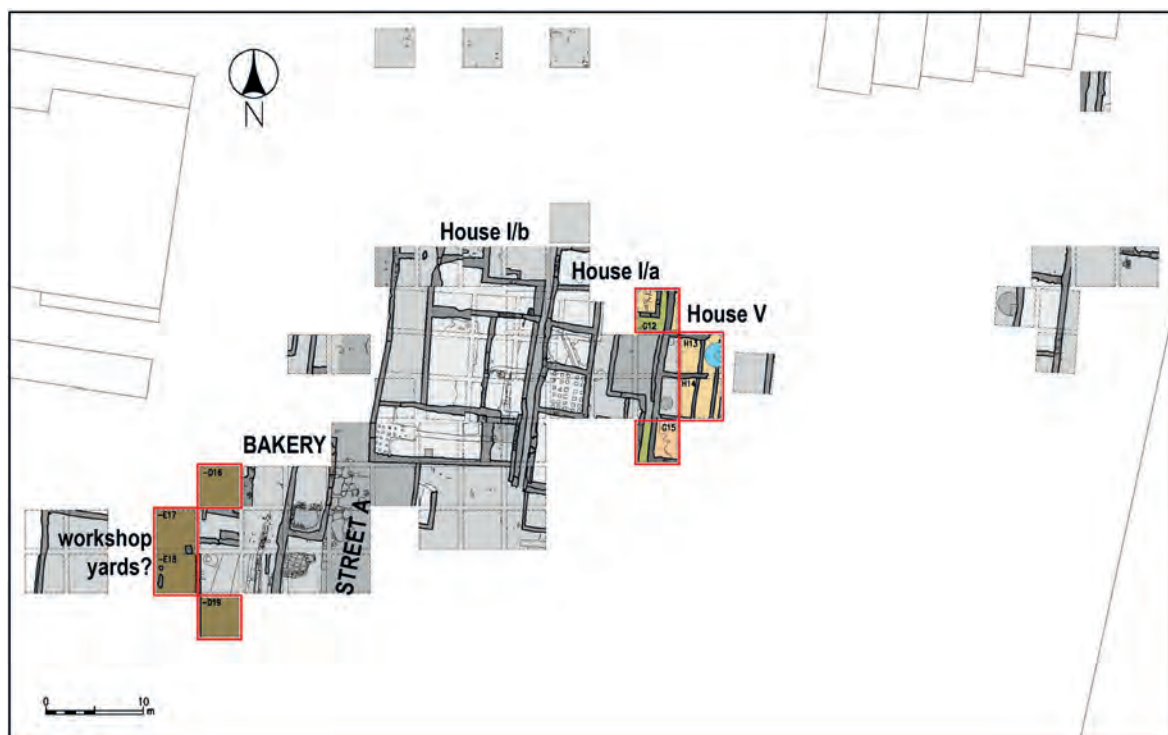 N
House I/b
House I/a
House V
G12
H13
H14
G15
BAKERY
-D16
-E17
workshop
yards?
-E18
STREET A
-D19
0 10
m